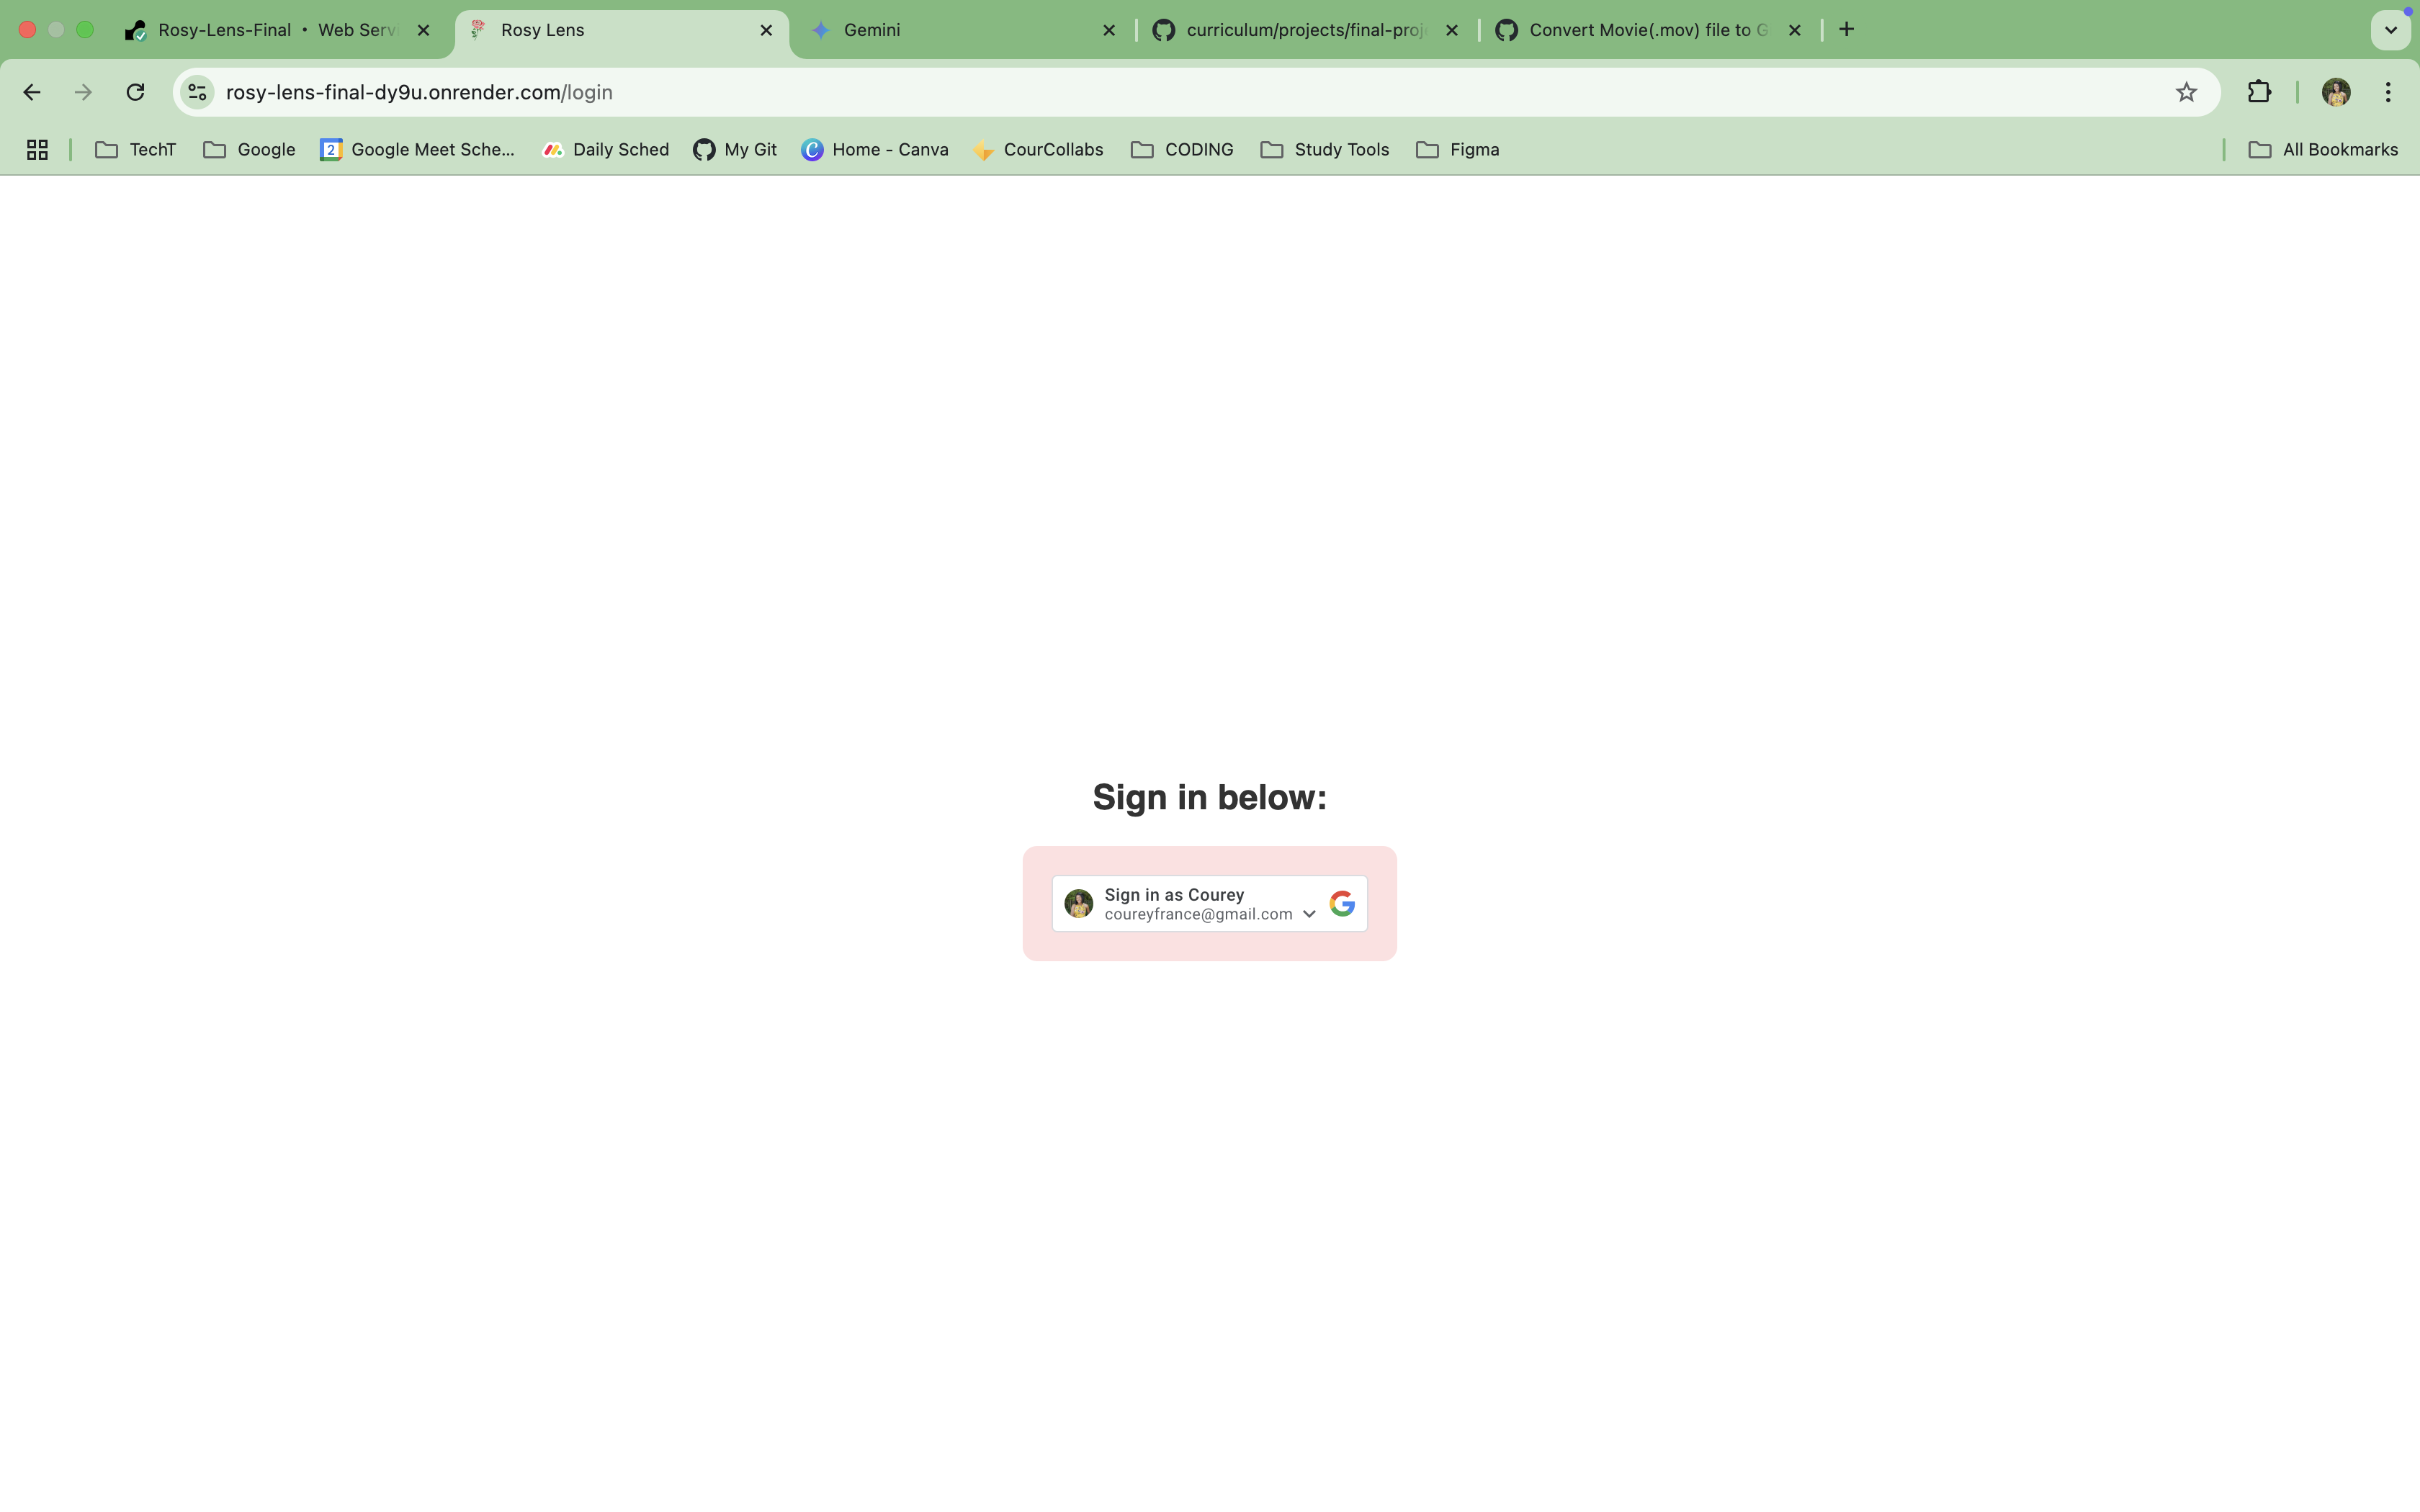 Rosy-Lens-Final • Web Serv
Rosy Lens
Gemini
curriculum/projects/final-proj
Convert Movie(.mov) file to G
rosy-lens-final-dy9u.onrender.com/login
TechT
Google
2
Google Meet Sche...
Daily Sched
My Git
C
Home - Canva
CourCollabs
CODING
Study Tools
Figma
All Bookmarks
Sign in below:
Sign in as Courey
coureyfrance@gmail.com